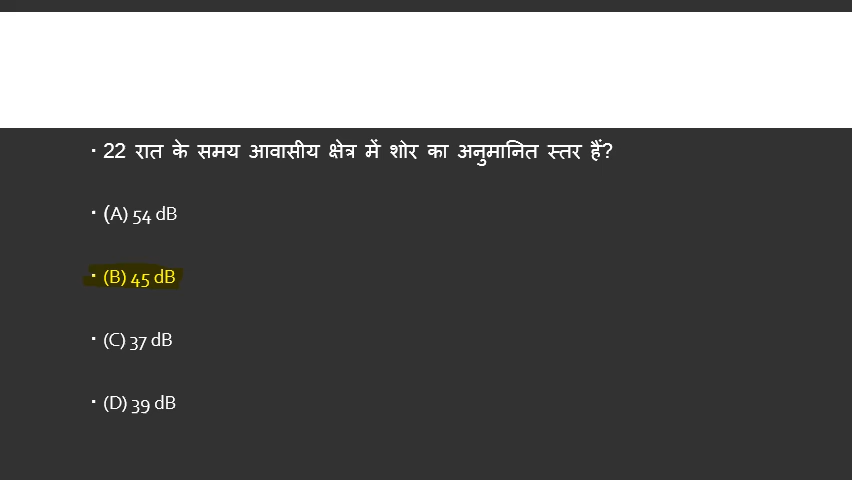 ▪ 22 रात के समय आवासीय क्षेत्र में शोर का अनुमानित स्तर हैं?
▪ (A) 54 dB
▪ (B) 45 dB
▪ (C) 37 dB
▪ (D) 39 dB